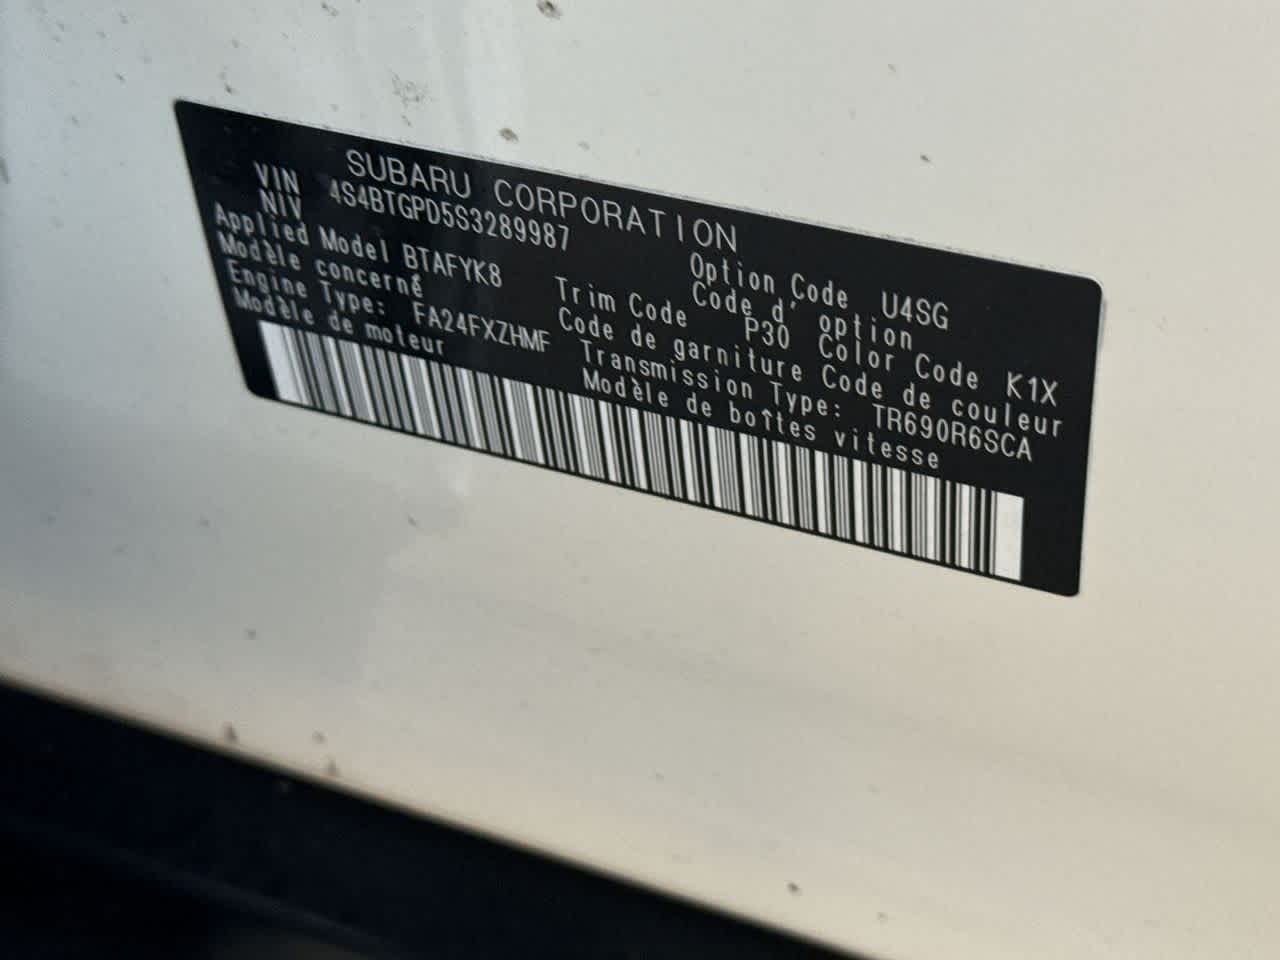 SUBARU CORPORATION
VIN
NIV 4S4BTGPD5S3289987
Applied Model BTAFYK8
Modèle concerné
Option Code U4SG
Code d' option
Trim Code P30
Code de garniture
Color Code K1X
Code de couleur
Engine Type: FA24FXZHMF
Modèle de moteur
Transmission Type: TR690R6SCA
Modèle de boîtes vitesse